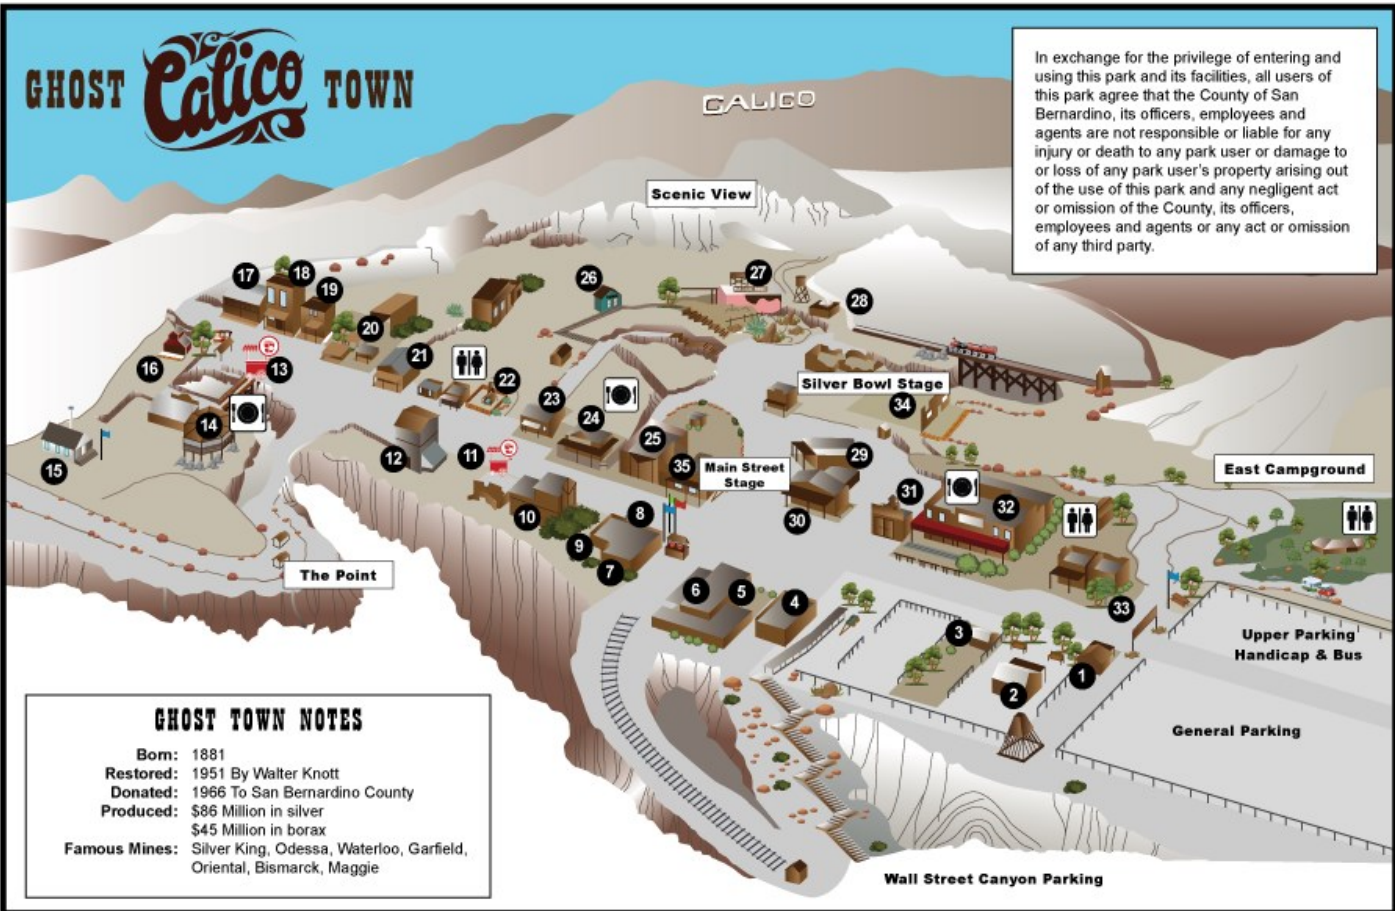 GHOST Calico TOWN
CALICO
In exchange for the privilege of entering and
using this park and its facilities, all users of
this park agree that the County of San
Bernardino, its officers, employees and
agents are not responsible or liable for any
injury or death to any park user or damage to
or loss of any park user's property arising out
of the use of this park and any negligent act
or omission of the County, its officers,
employees and agents or any act or omission
of any third party.
Scenic View
17
18
19
26
27
28
20
16
13
21
22
Silver Bowl Stage
34
23
24
14
15
12
11
25
35
Main Street
Stage
29
31
East Campground
32
10
8
30
9
7
The Point
6
5
4
33
3
1
2
Upper Parking
Handicap & Bus
General Parking
GHOST TOWN NOTES
Born: 1881
Restored: 1951 By Walter Knott
Donated: 1966 To San Bernardino County
Produced: $86 Million in silver
$45 Million in borax
Famous Mines: Silver King, Odessa, Waterloo, Garfield,
Oriental, Bismarck, Maggie
Wall Street Canyon Parking